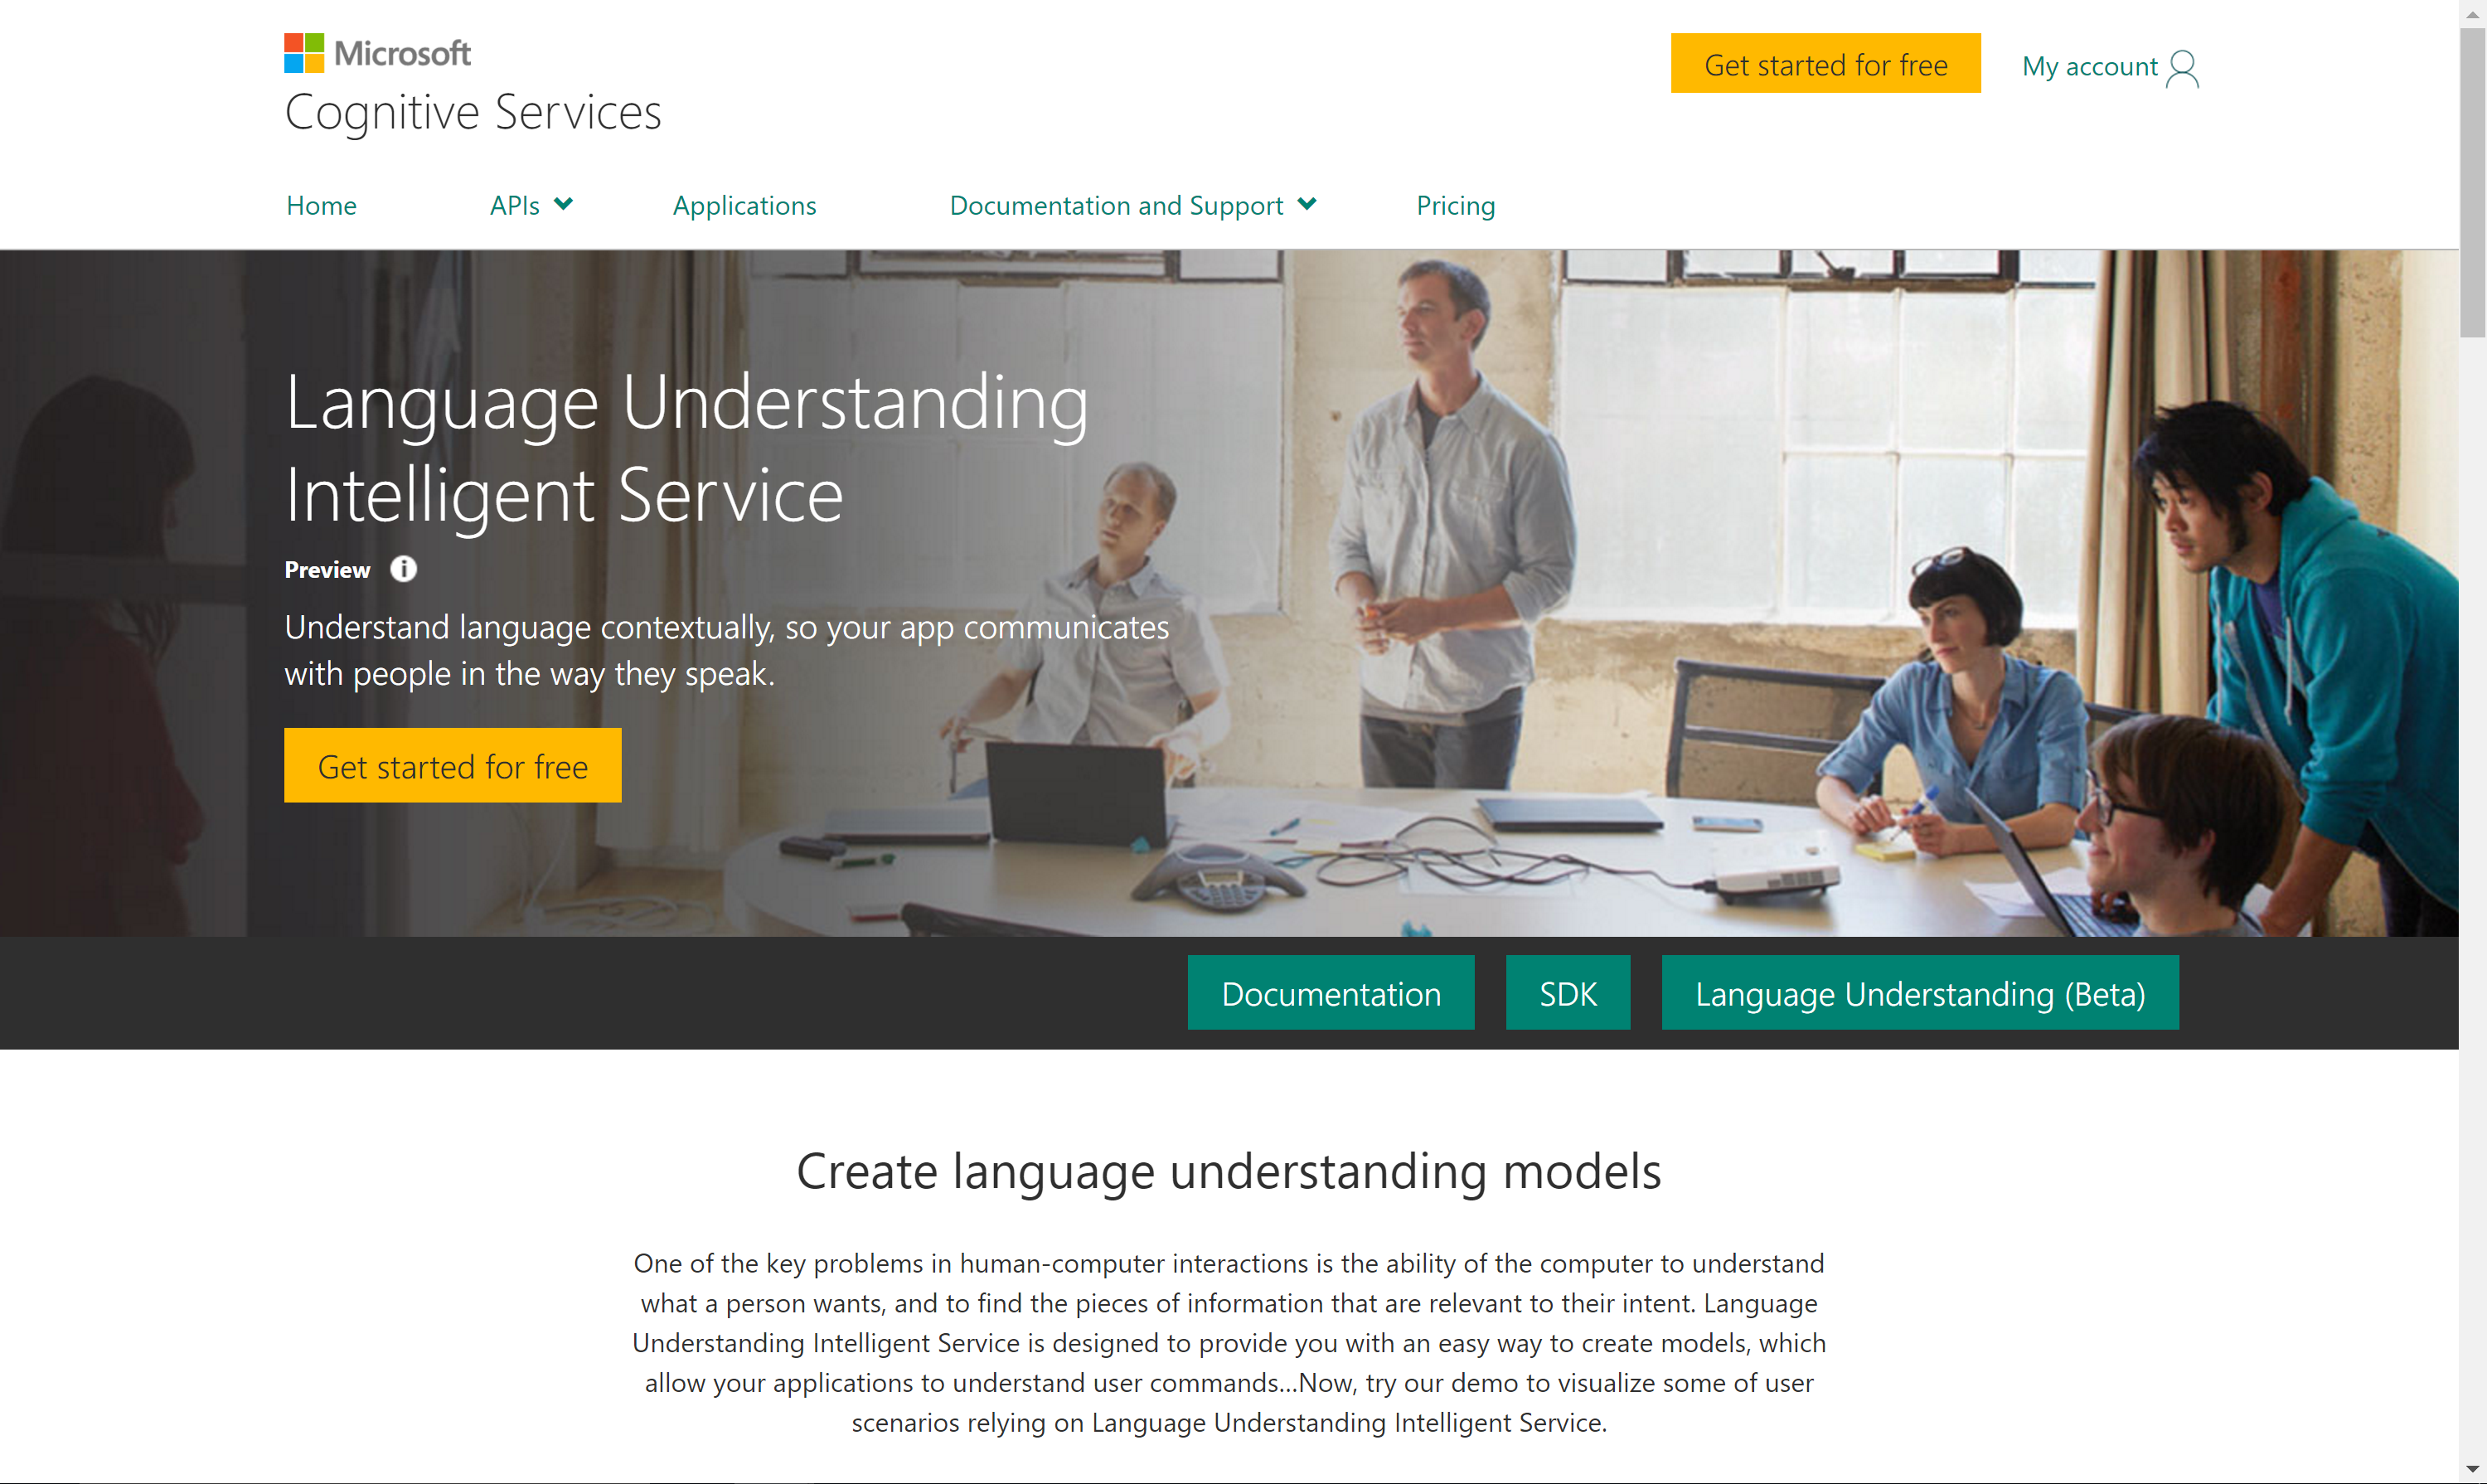 Microsoft
Cognitive Services
Get started for free
My account
Home
APIs
Applications
Documentation and Support
Pricing
Language Understanding
Intelligent Service
Preview
Understand language contextually, so your app communicates
with people in the way they speak.
Get started for free
Documentation
SDK
Language Understanding (Beta)
Create language understanding models
One of the key problems in human-computer interactions is the ability of the computer to understand
what a person wants, and to find the pieces of information that are relevant to their intent. Language
Understanding Intelligent Service is designed to provide you with an easy way to create models, which
allow your applications to understand user commands...Now, try our demo to visualize some of user
scenarios relying on Language Understanding Intelligent Service.